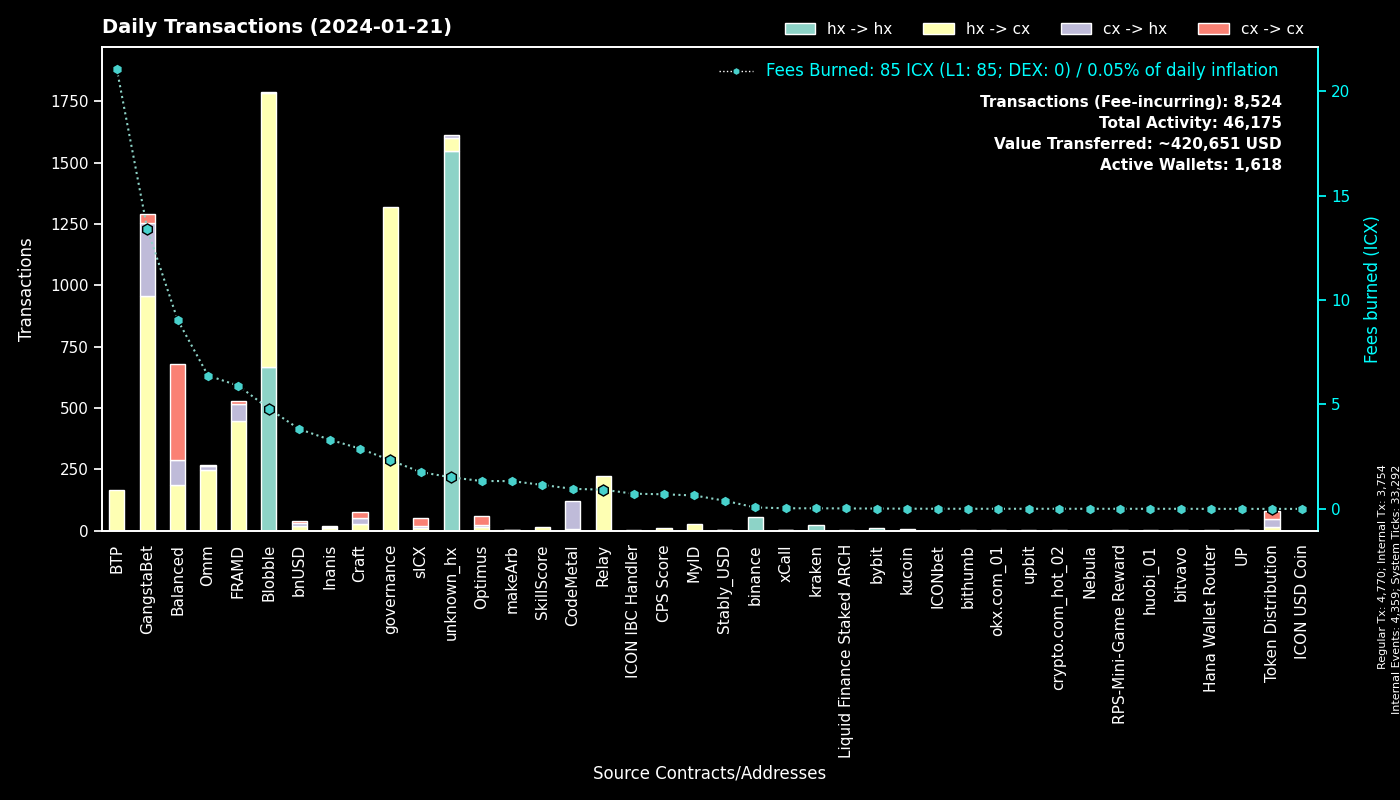 Daily Transactions (2024-01-21)
hx -> hx
hx -> cx
cx -> hx
cx -> cx
Fees Burned: 85 ICX (L1: 85; DEX: 0) / 0.05% of daily inflation
Transactions (Fee-incurring): 8,524
Total Activity: 46,175
Value Transferred: ~420,651 USD
Active Wallets: 1,618
Transactions
1750
1500
1250
1000
750
500
250
0
20
15
10
5
0
Fees burned (ICX)
BTP
GangstaBet
Balanced
Omm
FRAMD
Blobble
bnUSD
Inanis
Craft
governance
sICX
unknown_hx
Optimus
makeArb
SkillScore
CodeMetal
Relay
ICON IBC Handler
CPS Score
MyID
Stably_USD
binance
xCall
kraken
Liquid Finance Staked ARCH
bybit
kucoin
ICONbet
bithumb
okx.com_01
upbit
crypto.com_hot_02
Nebula
RPS-Mini-Game Reward
huobi_01
bitvavo
Hana Wallet Router
UP
Token Distribution
ICON USD Coin
Source Contracts/Addresses
Regular Tx: 4,770; Internal Tx: 3,754
Internal Events: 4,359; System Ticks: 33,292